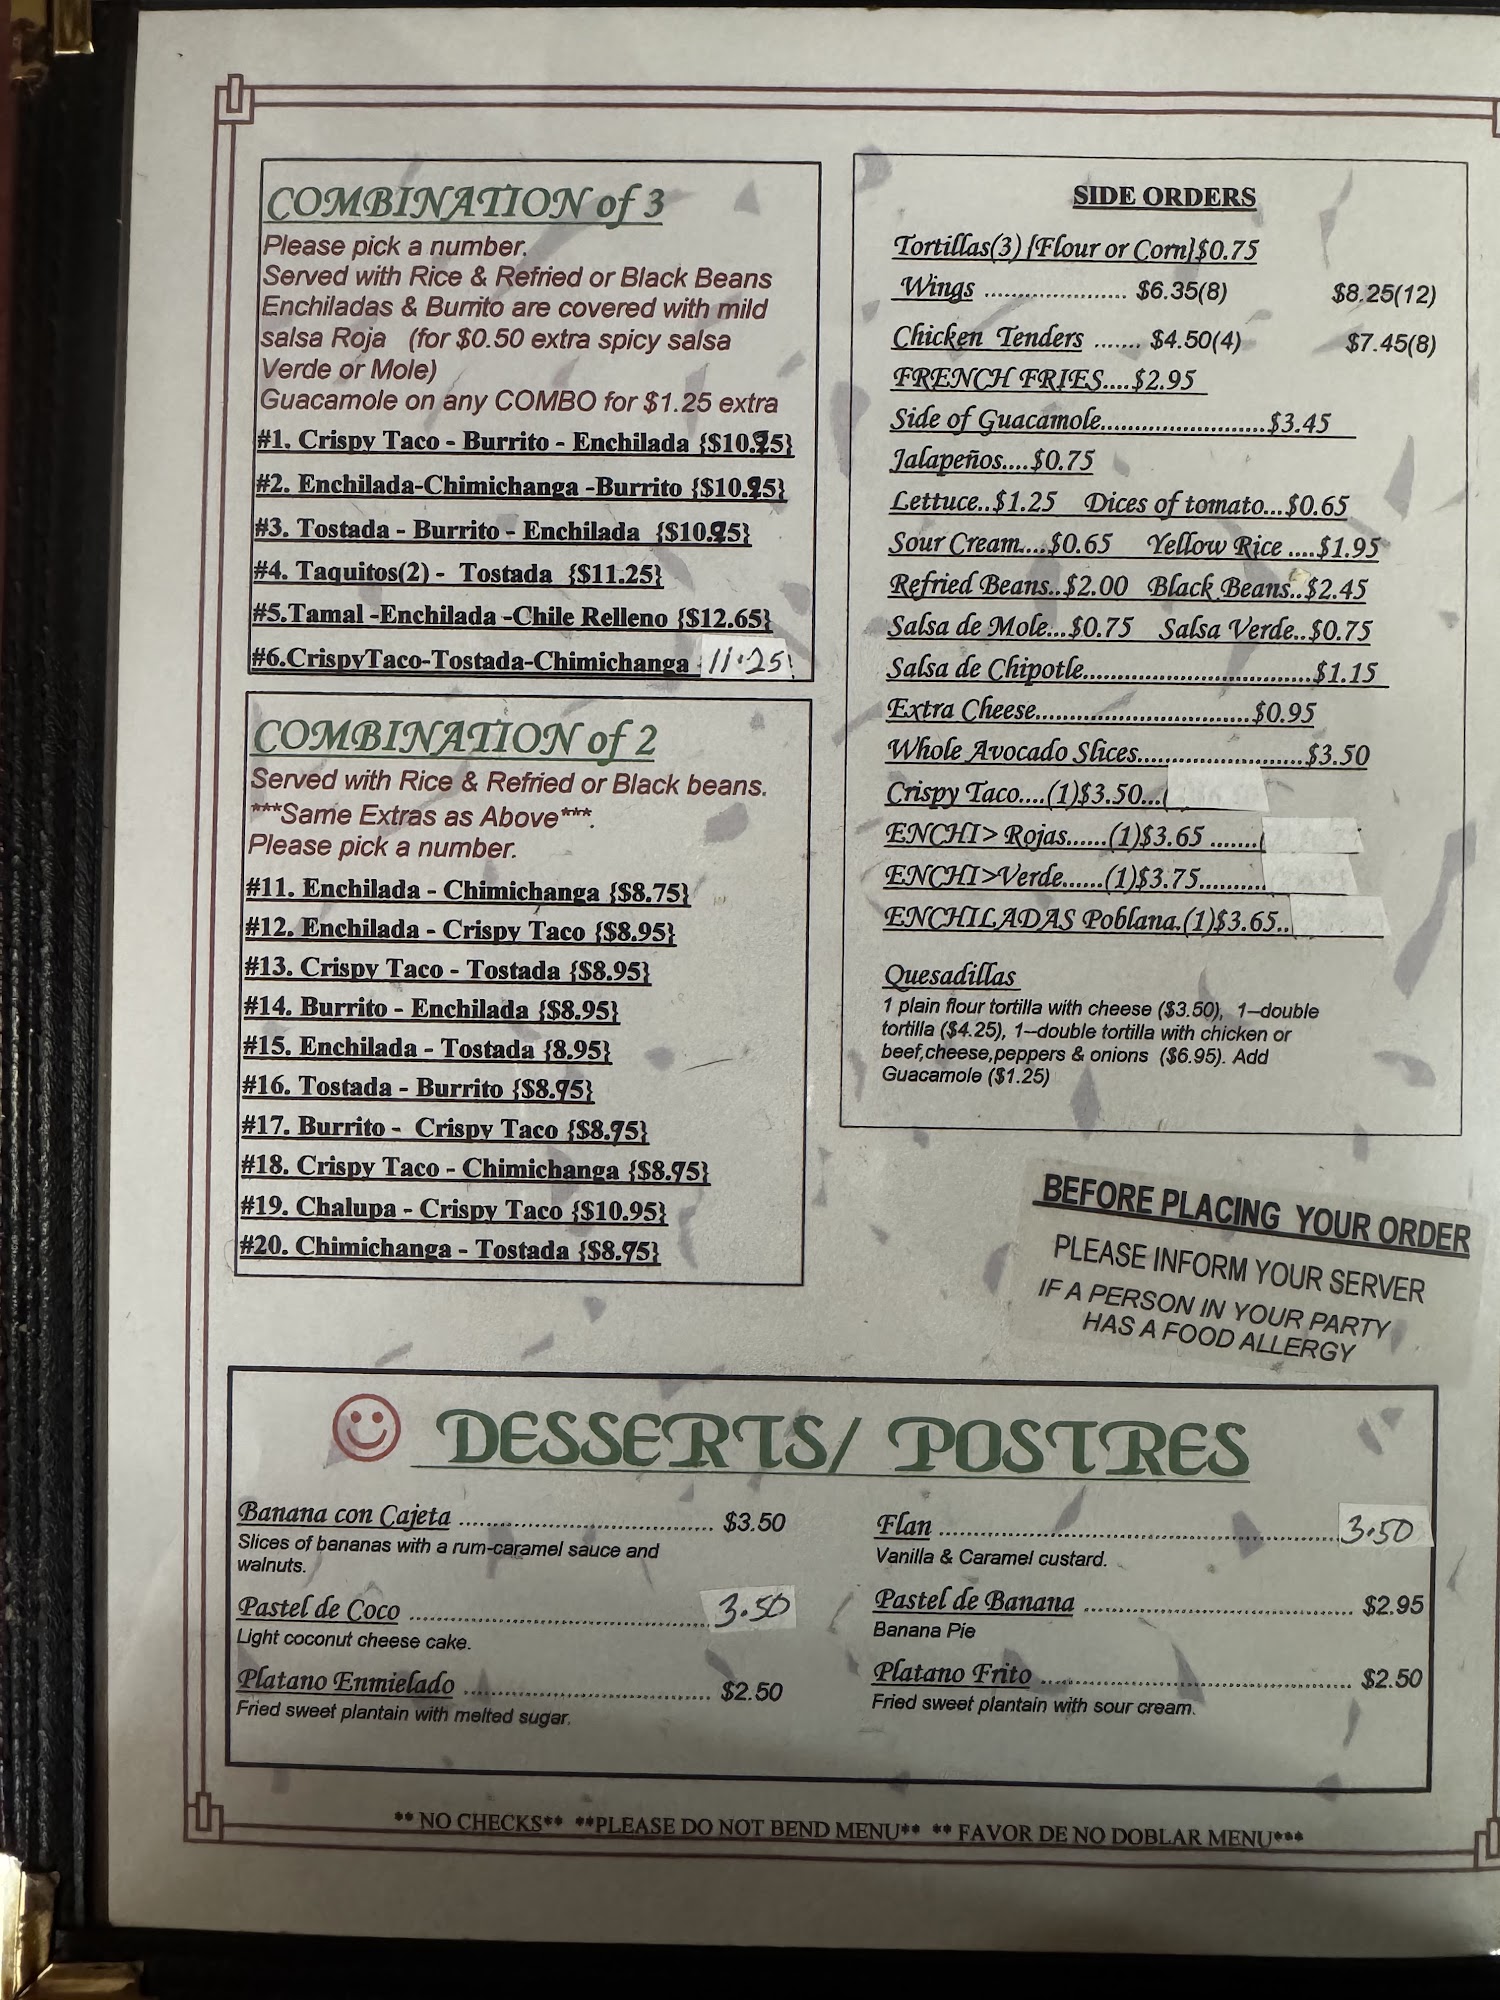 COMBINATION of 3
Please pick a number.
Served with Rice & Refried or Black Beans
Enchiladas & Burrito are covered with mild
salsa Roja (for $0.50 extra spicy salsa
Verde or Mole)
Guacamole on any COMBO for $1.25 extra
#1. Crispy Taco - Burrito - Enchilada {$10.95}
#2. Enchilada-Chimichanga -Burrito {$10.95}
#3. Tostada - Burrito - Enchilada {$10.95}
#4. Taquitos(2) - Tostada {$11.25}
#5.Tamal -Enchilada -Chile Relleno {$12.65}
#6.CrispyTaco-Tostada-Chimichanga 11.25
COMBINATION of 2
Served with Rice & Refried or Black beans.
***Same Extras as Above***.
Please pick a number.
#11. Enchilada - Chimichanga {$8.75}
#12. Enchilada - Crispy Taco {$8.95}
#13. Crispy Taco - Tostada {$8.95}
#14. Burrito - Enchilada {$8.95}
#15. Enchilada - Tostada {8.95}
#16. Tostada - Burrito {$8.95}
#17. Burrito - Crispy Taco {$8.95}
#18. Crispy Taco - Chimichanga {$8.95}
#19. Chalupa - Crispy Taco {$10.95}
#20. Chimichanga - Tostada {$8.95}
SIDE ORDERS
Tortillas(3) [Flour or Corn]$0.75
Wings ..................... $6.35(8) $8.25(12)
Chicken Tenders ....... $4.50(4) $7.45(8)
FRENCH FRIES....$2.95
Side of Guacamole.........................$3.45
Jalapeños....$0.75
Lettuce..$1.25 Dices of tomato...$0.65
Sour Cream....$0.65 Yellow Rice ....$1.95
Refried Beans..$2.00 Black Beans..$2.45
Salsa de Mole...$0.75 Salsa Verde..$0.75
Salsa de Chipotle...................................$1.15
Extra Cheese.................................$0.95
Whole Avocado Slices.........................$3.50
Crispy Taco....(1)$3.50...(
ENCHI> Rojas......(1)$3.65 .......(
ENCHI>Verde......(1)$3.75..........
ENCHILADAS Poblana.(1)$3.65..
Quesadillas
1 plain flour tortilla with cheese ($3.50), 1–double
tortilla ($4.25), 1–double tortilla with chicken or
beef,cheese,peppers & onions ($6.95). Add
Guacamole ($1.25)
BEFORE PLACING YOUR ORDER
PLEASE INFORM YOUR SERVER
IF A PERSON IN YOUR PARTY
HAS A FOOD ALLERGY
DESSERTS/ POSTRES
Banana con Cajeta ...................................... $3.50
Slices of bananas with a rum-caramel sauce and
walnuts.
Pastel de Coco ............................................. 3.50
Light coconut cheese cake.
Platano Enmielado ..................................... $2.50
Fried sweet plantain with melted sugar.
Flan ............................................................ 3.50
Vanilla & Caramel custard.
Pastel de Banana ......................................... $2.95
Banana Pie
Platano Frito ............................................... $2.50
Fried sweet plantain with sour cream.
** NO CHECKS** **PLEASE DO NOT BEND MENU** ** FAVOR DE NO DOBLAR MENU***